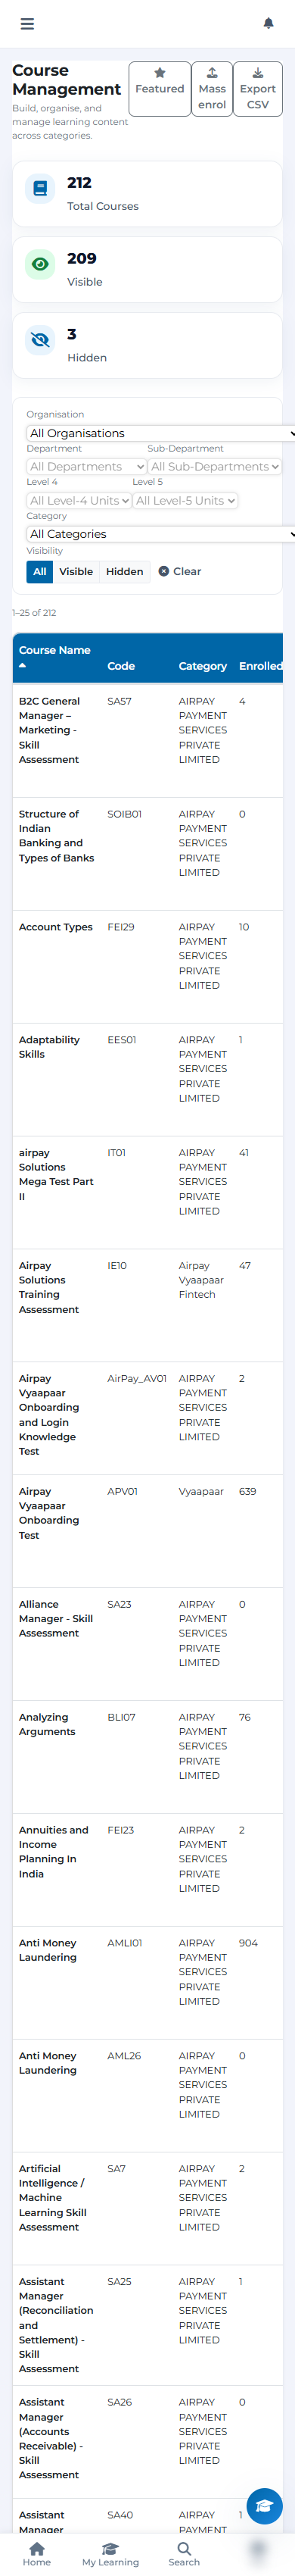 Course
Management
Build, organise, and
manage learning content
across categories.
Featured
Mass
enrol
Export
CSV
212
Total Courses
209
Visible
3
Hidden
Organisation
All Organisations
Department
Sub-Department
All Departments
All Sub-Departments
Level 4
Level 5
All Level-4 Units
All Level-5 Units
Category
All Categories
Visibility
All
Visible
Hidden
Clear
1–25 of 212
Course Name
Code
Category
Enrolled
B2C General
Manager –
Marketing -
Skill
Assessment
SA57
AIRPAY
PAYMENT
SERVICES
PRIVATE
LIMITED
4
Structure of
Indian
Banking and
Types of Banks
SOIB01
AIRPAY
PAYMENT
SERVICES
PRIVATE
LIMITED
0
Account Types
FEI29
AIRPAY
PAYMENT
SERVICES
PRIVATE
LIMITED
10
Adaptability
Skills
EES01
AIRPAY
PAYMENT
SERVICES
PRIVATE
LIMITED
1
airpay
Solutions
Mega Test Part
II
IT01
AIRPAY
PAYMENT
SERVICES
PRIVATE
LIMITED
41
Airpay
Solutions
Training
Assessment
IE10
Airpay
Vyaapaar
Fintech
47
Airpay
Vyaapaar
Onboarding
and Login
Knowledge
Test
AirPay_AV01
AIRPAY
PAYMENT
SERVICES
PRIVATE
LIMITED
2
Airpay
Vyaapaar
Onboarding
Test
APV01
Vyaapaar
639
Alliance
Manager - Skill
Assessment
SA23
AIRPAY
PAYMENT
SERVICES
PRIVATE
LIMITED
0
Analyzing
Arguments
BLI07
AIRPAY
PAYMENT
SERVICES
PRIVATE
LIMITED
76
Annuities and
Income
Planning In
India
FEI23
AIRPAY
PAYMENT
SERVICES
PRIVATE
LIMITED
2
Anti Money
Laundering
AMLI01
AIRPAY
PAYMENT
SERVICES
PRIVATE
LIMITED
904
Anti Money
Laundering
AML26
AIRPAY
PAYMENT
SERVICES
PRIVATE
LIMITED
0
Artificial
Intelligence /
Machine
Learning Skill
Assessment
SA7
AIRPAY
PAYMENT
SERVICES
PRIVATE
LIMITED
2
Assistant
Manager
(Reconciliation
and
Settlement) -
Skill
Assessment
SA25
AIRPAY
PAYMENT
SERVICES
PRIVATE
LIMITED
1
Assistant
Manager
(Accounts
Receivable) -
Skill
Assessment
SA26
AIRPAY
PAYMENT
SERVICES
PRIVATE
LIMITED
0
Assistant
Manager
SA40
AIRPAY
PAYMENT
1
Home
My Learning
Search